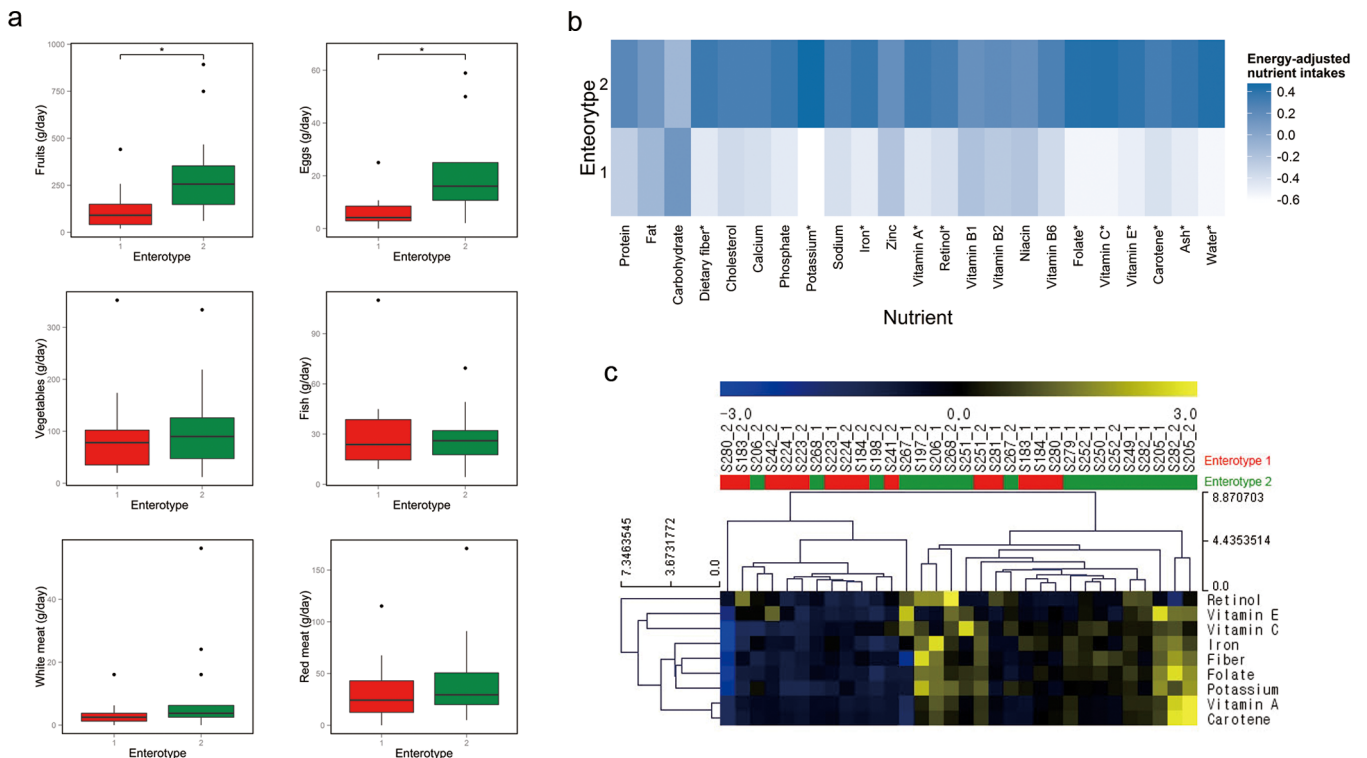 a
*
Fruits (g/day)
1000
750
500
250
0
1
2
Enterotype
*
Eggs (g/day)
60
40
20
0
1
2
Enterotype
Vegetables (g/day)
300
200
100
0
1
2
Enterotype
Fish (g/day)
90
60
30
0
1
2
Enterotype
White meat (g/day)
40
20
0
1
2
Enterotype
Red meat (g/day)
150
100
50
0
1
2
Enterotype
b
Enteorytpe
2
1
Protein
Fat
Carbohydrate
Dietary fiber*
Cholesterol
Calcium
Phosphate
Potassium*
Sodium
Iron*
Zinc
Vitamin A*
Retinol*
Vitamin B1
Vitamin B2
Niacin
Vitamin B6
Folate*
Vitamin C*
Vitamin E*
Carotene*
Ash*
Water*
Nutrient
Energy-adjusted
nutrient intakes
0.4
0.2
0.0
-0.2
-0.4
-0.6
c
-3.0
0.0
3.0
S280_2
S183_2
S206_2
S242_2
S224_1
S223_2
S268_1
S223_1
S224_2
S184_2
S198_2
S241_2
S267_1
S197_2
S206_1
S268_2
S251_1
S251_2
S281_1
S267_2
S183_1
S184_1
S280_1
S279_1
S252_1
S250_1
S252_2
S249_1
S282_1
S205_1
S282_2
S205_2
Enterotype 1
Enterotype 2
8.870703
4.4353514
0.0
7.3463545
3.6731772
0.0
Retinol
Vitamin E
Vitamin C
Iron
Fiber
Folate
Potassium
Vitamin A
Carotene